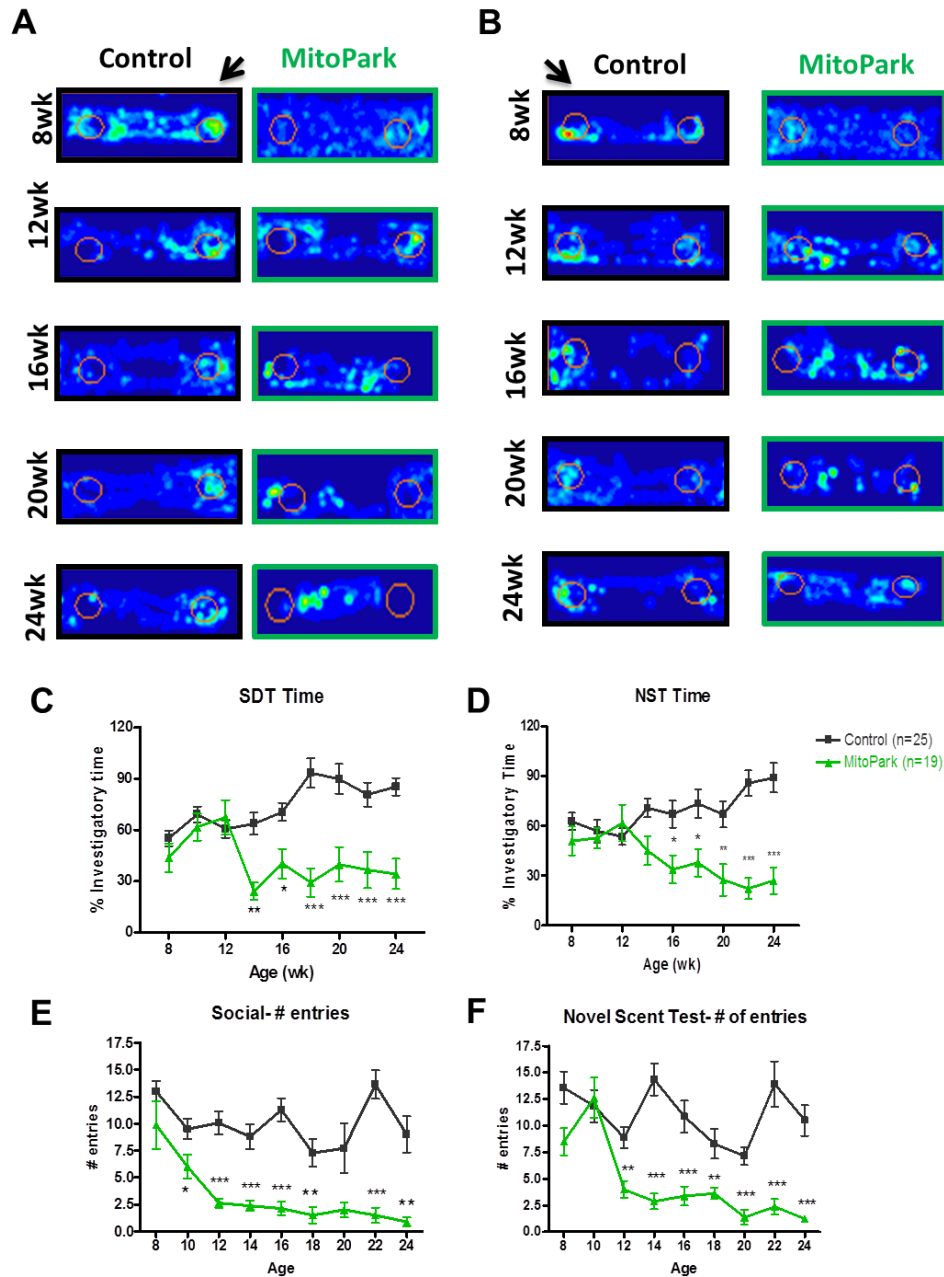 A
B
Control
MitoPark
Control
MitoPark
8wk
8wk
12wk
12wk
16wk
16wk
20wk
20wk
24wk
24wk
C
SDT Time
% Investigatory time
120
90
60
30
0
** * *** *** *** ***
8 12 16 20 24
Age (wk)
D
NST Time
% Investigatory Time
120
90
60
30
0
* * ** *** ***
8 12 16 20 24
Age (wk)
Control (n=25)
MitoPark (n=19)
E
Social- # entries
# entries
17.5
15.0
12.5
10.0
7.5
5.0
2.5
0.0
* *** *** *** ** *** **
8 10 12 14 16 18 20 22 24
Age
F
Novel Scent Test- # of entries
# entries
17.5
15.0
12.5
10.0
7.5
5.0
2.5
0.0
** *** *** ** *** *** ***
8 10 12 14 16 18 20 22 24
Age